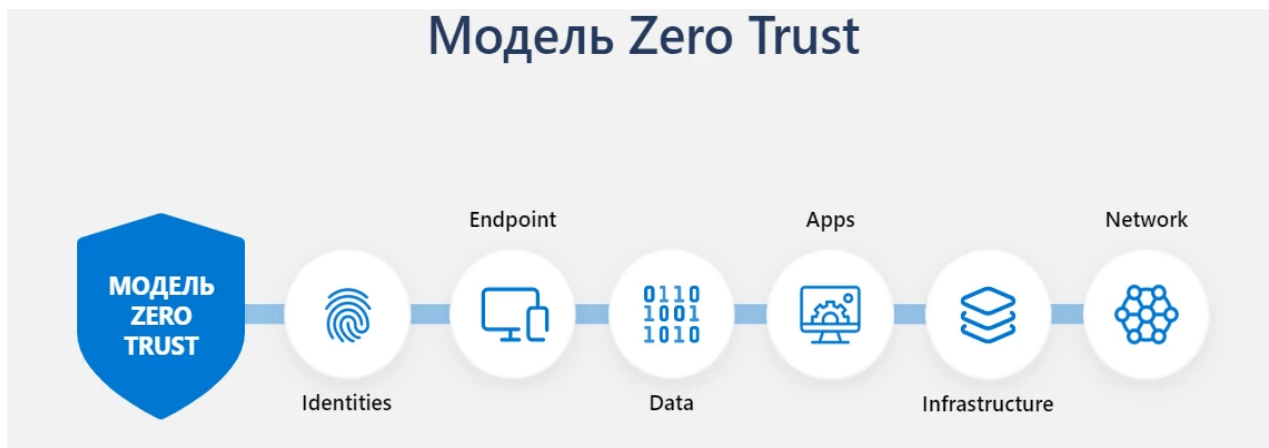 Модель Zero Trust
МОДЕЛЬ
ZERO
TRUST
Identities
Endpoint
0110
1001
1010
Data
Apps
Infrastructure
Network